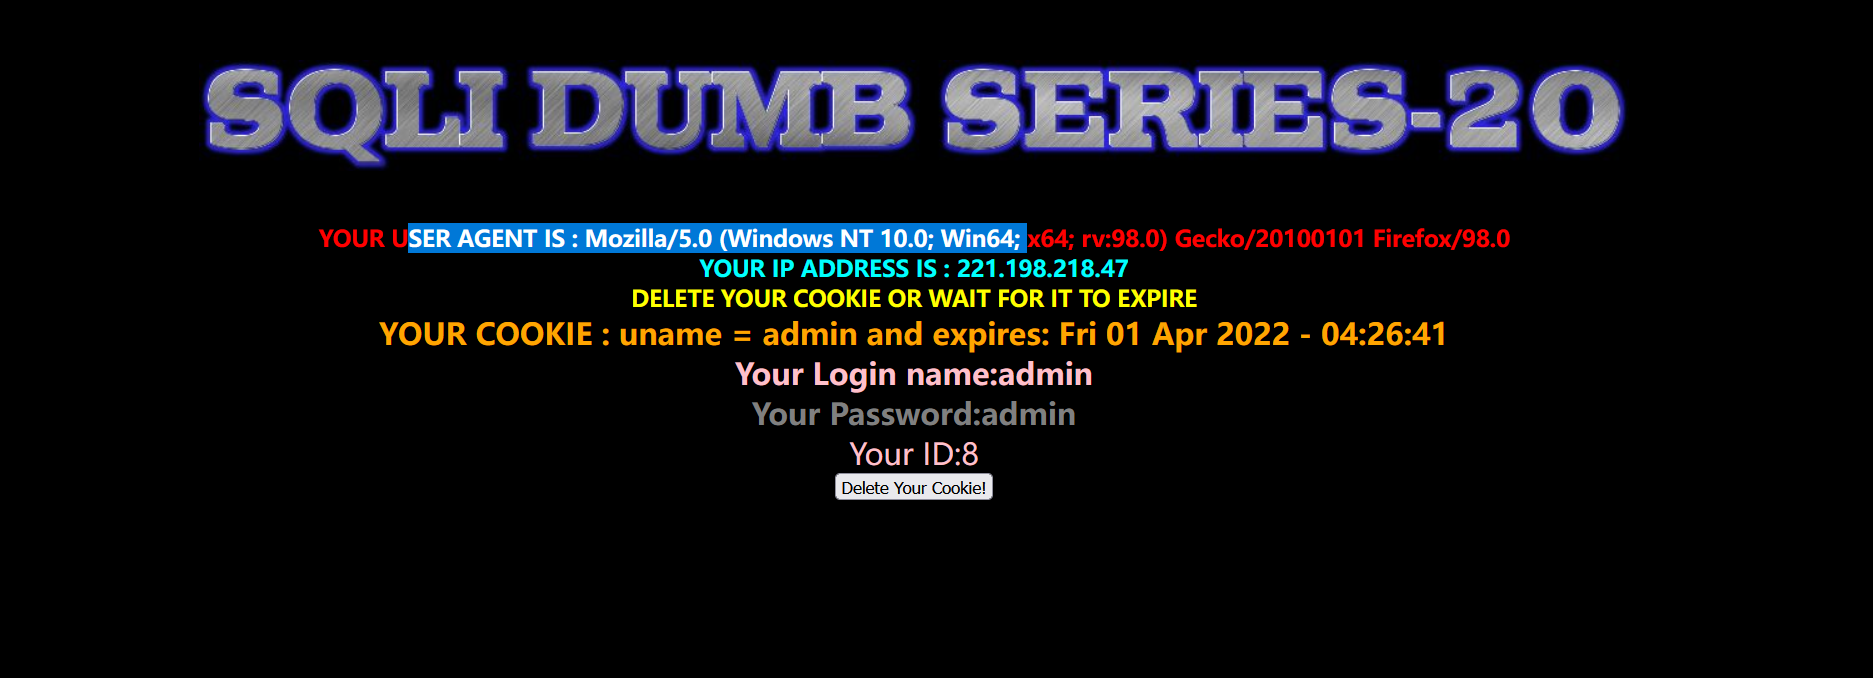 SQLI DUMB SERIES-20
YOUR USER AGENT IS : Mozilla/5.0 (Windows NT 10.0; Win64; x64; rv:98.0) Gecko/20100101 Firefox/98.0
YOUR IP ADDRESS IS : 221.198.218.47
DELETE YOUR COOKIE OR WAIT FOR IT TO EXPIRE
YOUR COOKIE : uname = admin and expires: Fri 01 Apr 2022 - 04:26:41
Your Login name:admin
Your Password:admin
Your ID:8
Delete Your Cookie!